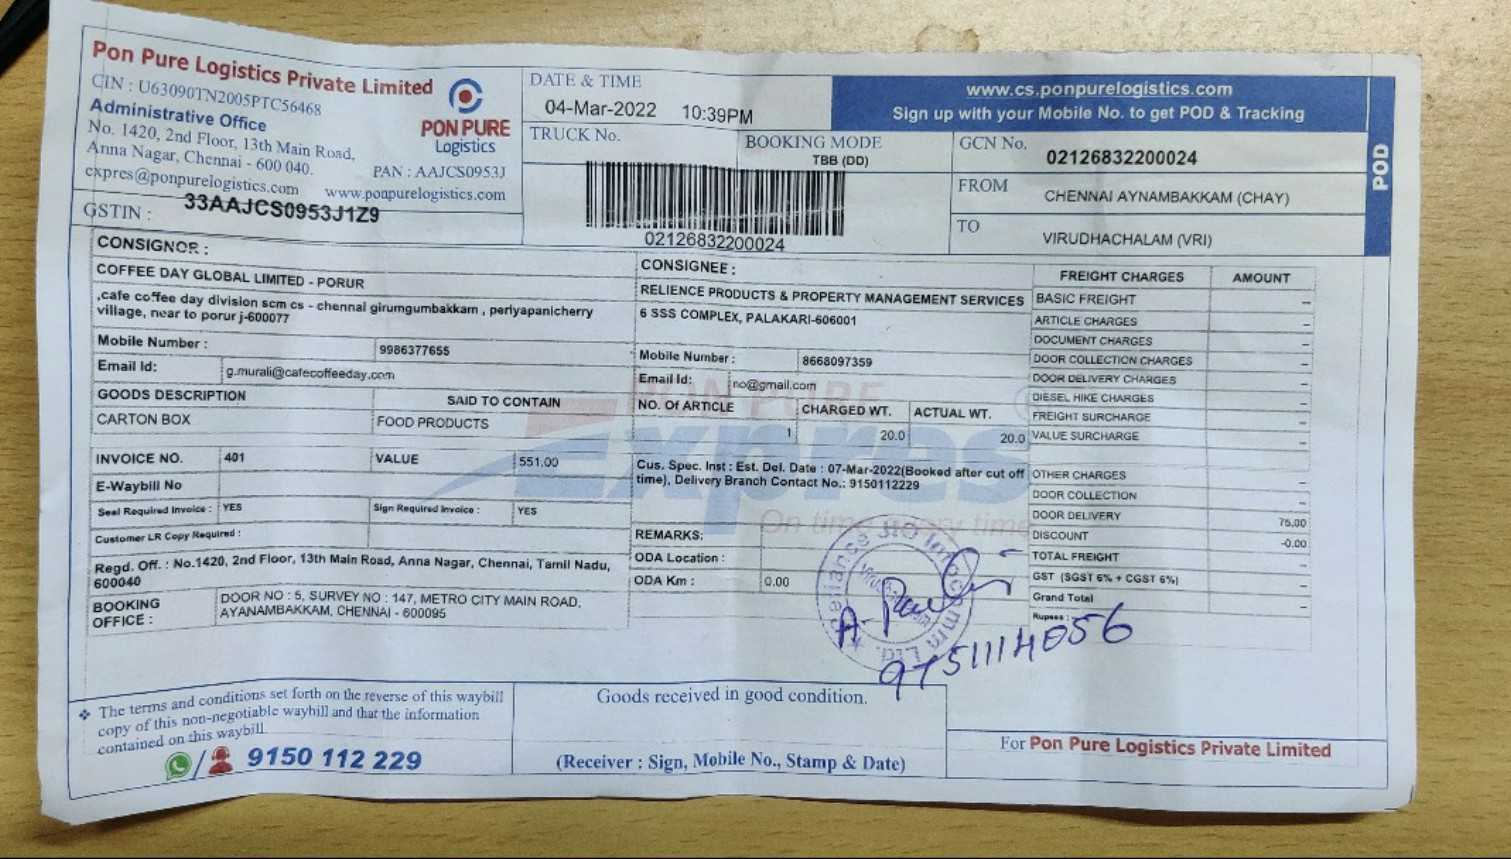 Pon Pure Logistics Private Limited
CIN : U63090TN2005PTC56468
Administrative Office
No. 1420, 2nd Floor, 13th Main Road,
Anna Nagar, Chennai - 600 040.
PAN : AAJCS0953J
expres@ponpurelogistics.com www.ponpurelogistics.com
GSTIN : 33AAJCS0953J1Z9
PON PURE
Logistics
DATE & TIME
04-Mar-2022 10:39PM
TRUCK No.
BOOKING MODE
TBB (DD)
02126832200024
www.cs.ponpurelogistics.com
Sign up with your Mobile No. to get POD & Tracking
GCN No. 02126832200024
FROM CHENNAI AYNAMBAKKAM (CHAY)
TO VIRUDHACHALAM (VRI)
POD
CONSIGNOR :
COFFEE DAY GLOBAL LIMITED - PORUR
,cafe coffee day division scm cs - chennai girumgumbakkam , periyapanicherry
village, near to porur j-600077
Mobile Number : 9986377655
Email Id: g.murali@cafecoffeeday.com
GOODS DESCRIPTION SAID TO CONTAIN
CARTON BOX FOOD PRODUCTS
INVOICE NO. 401 VALUE 551.00
E-Waybill No
Seal Required Invoice : YES Sign Required Invoice : YES
Customer LR Copy Required :
Regd. Off. : No.1420, 2nd Floor, 13th Main Road, Anna Nagar, Chennai, Tamil Nadu,
600040
BOOKING OFFICE : DOOR NO : 5, SURVEY NO : 147, METRO CITY MAIN ROAD,
AYANAMBAKKAM, CHENNAI - 600095
CONSIGNEE :
RELIENCE PRODUCTS & PROPERTY MANAGEMENT SERVICES
6 SSS COMPLEX, PALAKARI-606001
Mobile Number : 8668097359
Email Id: no@gmail.com
NO. Of ARTICLE CHARGED WT. ACTUAL WT.
1 20.0 20.0
Cus. Spec. Inst : Est. Del. Date : 07-Mar-2022(Booked after cut off
time), Delivery Branch Contact No.: 9150112229
REMARKS:
ODA Location :
ODA Km : 0.00
PON PURE
Expres
On time every time
FREIGHT CHARGES AMOUNT
BASIC FREIGHT -
ARTICLE CHARGES -
DOCUMENT CHARGES -
DOOR COLLECTION CHARGES -
DOOR DELIVERY CHARGES -
DIESEL HIKE CHARGES -
FREIGHT SURCHARGE -
VALUE SURCHARGE -
OTHER CHARGES -
DOOR COLLECTION -
DOOR DELIVERY 75.00
DISCOUNT -0.00
TOTAL FREIGHT -
GST (SGST 6% + CGST 6%) -
Grand Total -
Rupees :
Reliance Jio Infocomm Ltd.
9751114056
The terms and conditions set forth on the reverse of this waybill
copy of this non-negotiable waybill and that the information
contained on this waybill
/ 9150 112 229
Goods received in good condition.
(Receiver : Sign, Mobile No., Stamp & Date)
For Pon Pure Logistics Private Limited